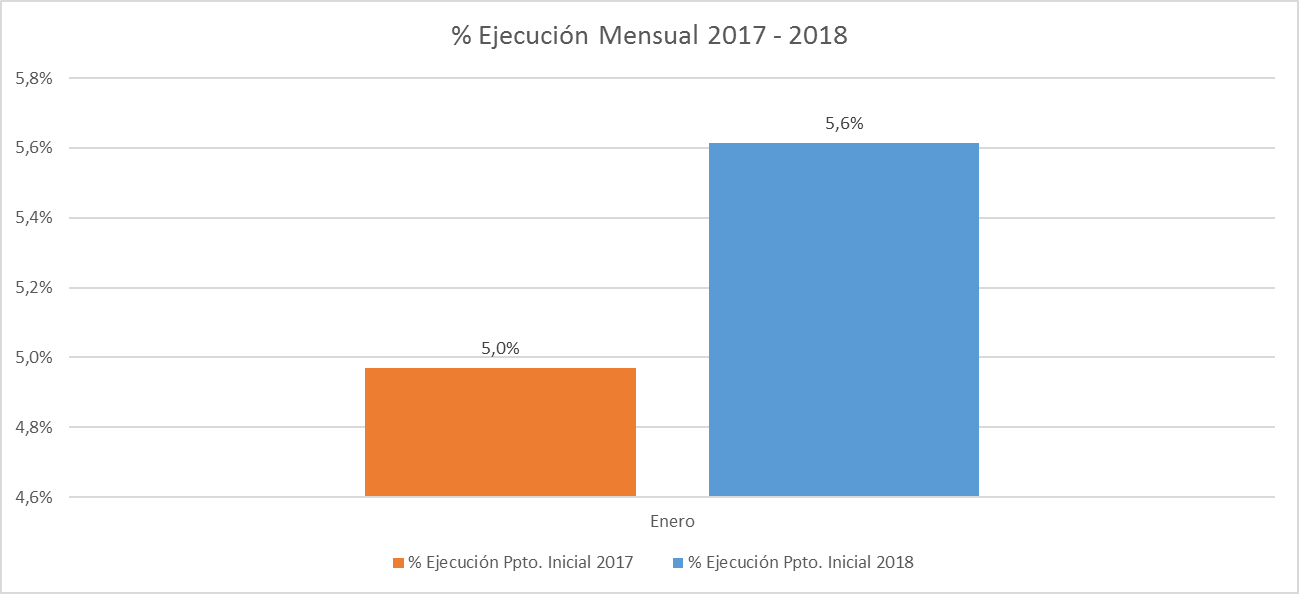 % Ejecución Mensual 2017 - 2018
5,8%
5,6%
5,4%
5,2%
5,0%
4,8%
4,6%
5,0%
5,6%
Enero
% Ejecución Ppto. Inicial 2017
% Ejecución Ppto. Inicial 2018